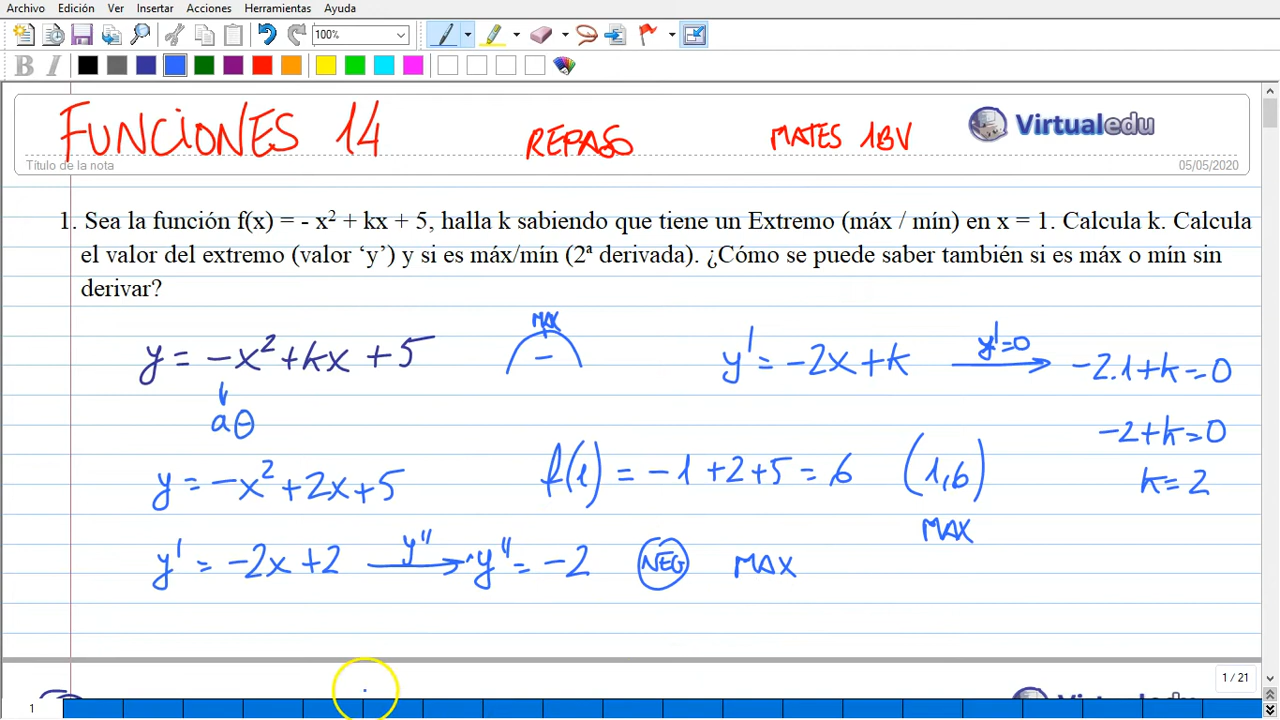 Archivo Edición Ver Insertar Acciones Herramientas Ayuda
100%
B I
FUNCIONES 14 REPASO MATES 1BV Virtualedu
Título de la nota 05/05/2020
1. Sea la función f(x) = - x² + kx + 5, halla k sabiendo que tiene un Extremo (máx / mín) en x = 1. Calcula k. Calcula
el valor del extremo (valor ‘y’) y si es máx/mín (2ª derivada). ¿Cómo se puede saber también si es máx o mín sin
derivar?
MAX
y = -x² + kx + 5 − y' = -2x + k y'=0 -2.1+k=0
a⊖ -2+k=0
y = -x² + 2x + 5 f(1) = -1 + 2 + 5 = 6 (1,6) k=2
MAX
y' = -2x + 2 y'' y'' = -2 NEG MAX
1 / 21
1